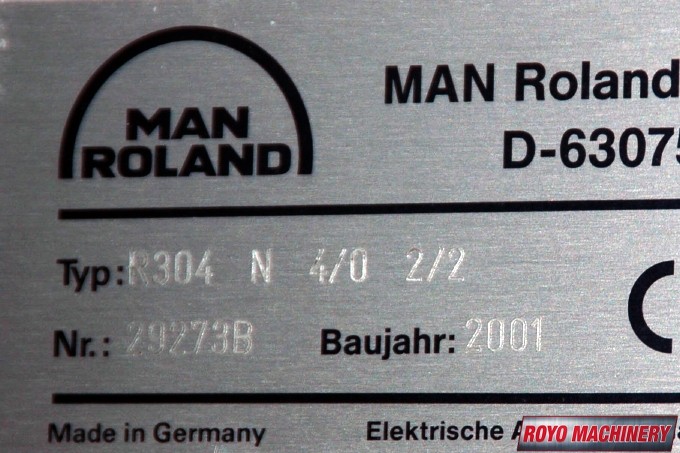 MAN
ROLAND
MAN Roland
D-63075
Typ: R304 N 4/0 2/2
Nr.: 29273B Baujahr: 2001
Made in Germany Elektrische
ROYO MACHINERY